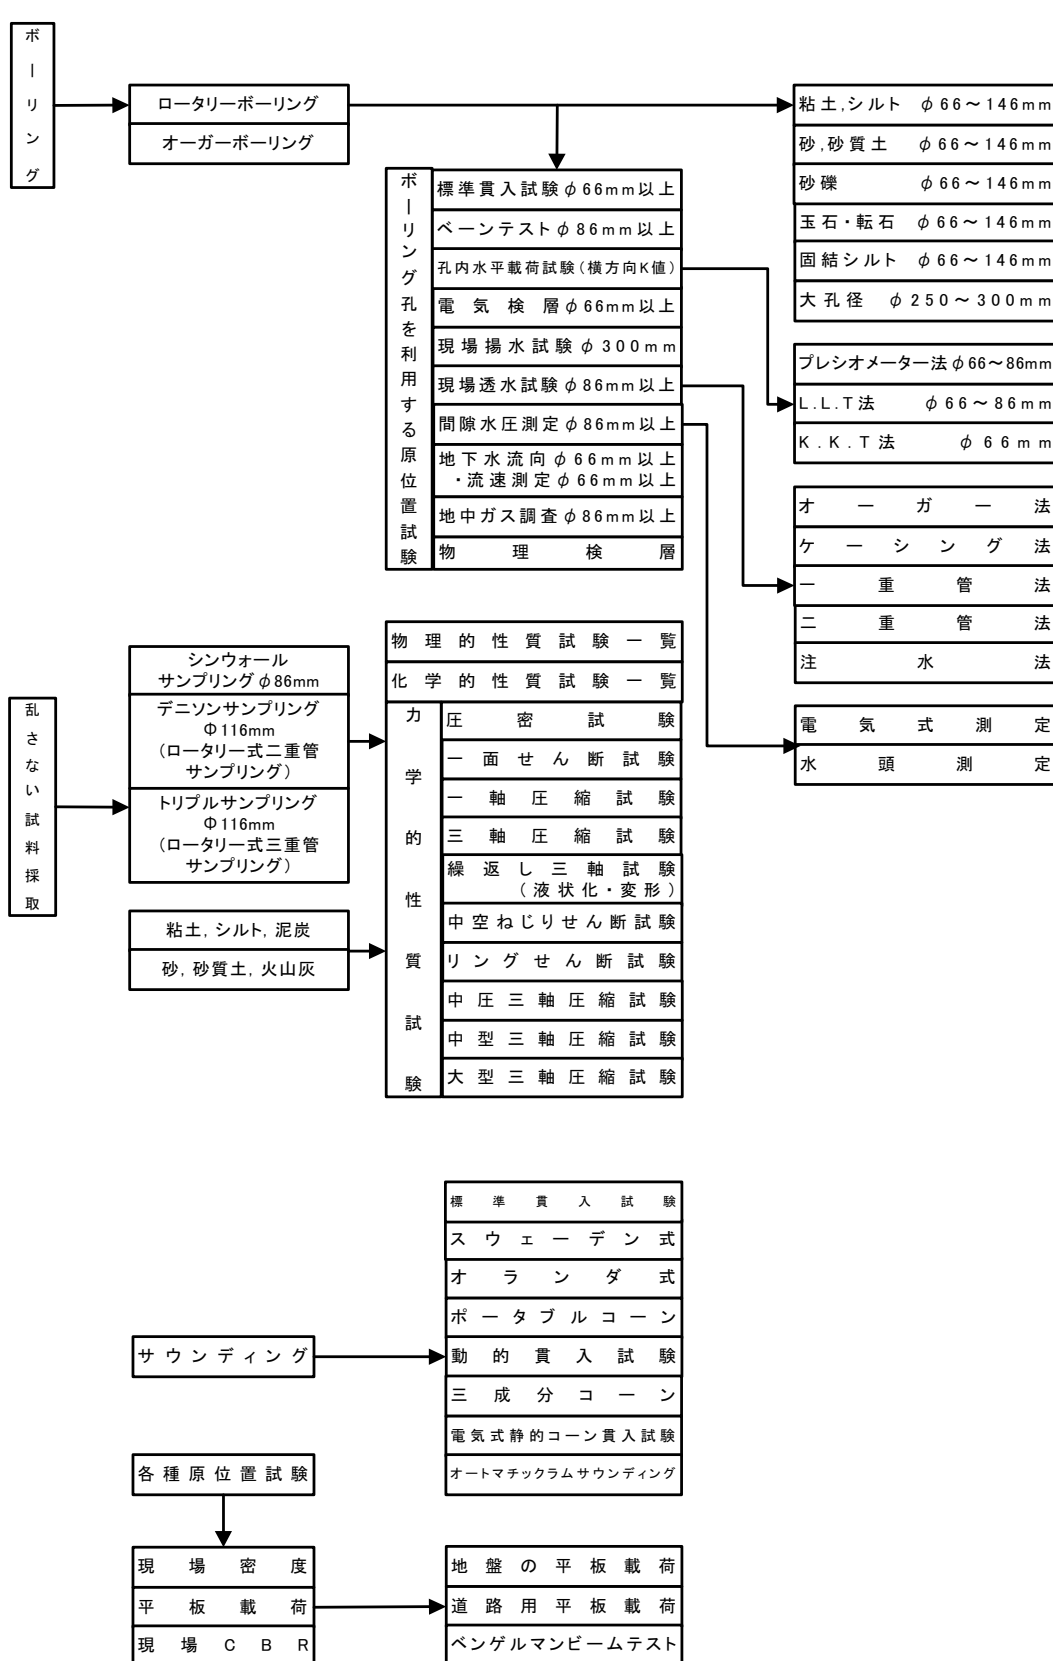 ボーリング
ロータリーボーリング
オーガーボーリング
粘土,シルト φ66～146mm
砂,砂質土 φ66～146mm
砂礫 φ66～146mm
玉石・転石 φ66～146mm
固結シルト φ66～146mm
大孔径 φ250～300mm
ボーリング孔を利用する原位置試験
標準貫入試験φ66mm以上
ベーンテストφ86mm以上
孔内水平載荷試験(横方向K値)
電気検層φ66mm以上
現場揚水試験φ300mm
現場透水試験φ86mm以上
間隙水圧測定φ86mm以上
地下水流向φ66mm以上
・流速測定φ66mm以上
地中ガス調査φ86mm以上
物理検層
プレシオメーター法φ66～86mm
L.L.T法 φ66～86mm
K.K.T法 φ66mm
オーガー法
ケーシング法
一重管法
二重管法
注水法
電気式測定
水頭測定
乱さない試料採取
シンウォール
サンプリングφ86mm
デニソンサンプリング
Φ116mm
(ロータリー式二重管
サンプリング)
トリプルサンプリング
Φ116mm
(ロータリー式三重管
サンプリング)
粘土,シルト,泥炭
砂,砂質土,火山灰
物理的性質試験一覧
化学的性質試験一覧
力学的性質試験
圧密試験
一面せん断試験
一軸圧縮試験
三軸圧縮試験
繰返し三軸試験
(液状化・変形)
中空ねじりせん断試験
リングせん断試験
中圧三軸圧縮試験
中型三軸圧縮試験
大型三軸圧縮試験
サウンディング
標準貫入試験
スウェーデン式
オランダ式
ポータブルコーン
動的貫入試験
三成分コーン
電気式静的コーン貫入試験
オートマチックラムサウンディング
各種原位置試験
現場密度
平板載荷
現場CBR
地盤の平板載荷
道路用平板載荷
ベンゲルマンビームテスト